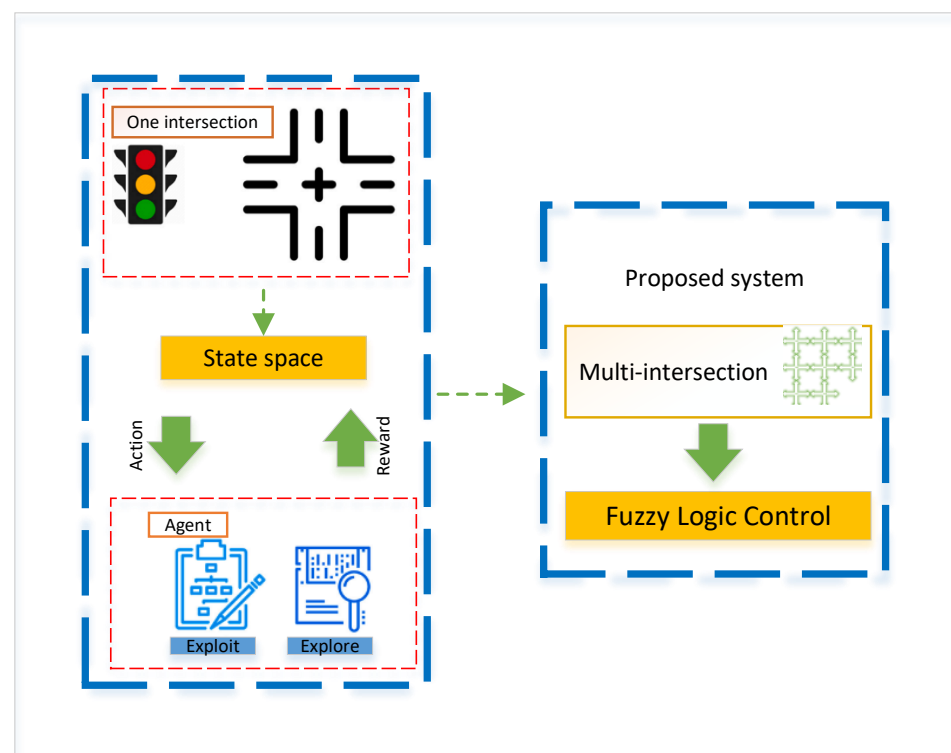 One intersection
State space
Action
Reward
Agent
Exploit
Explore
Proposed system
Multi-intersection
Fuzzy Logic Control